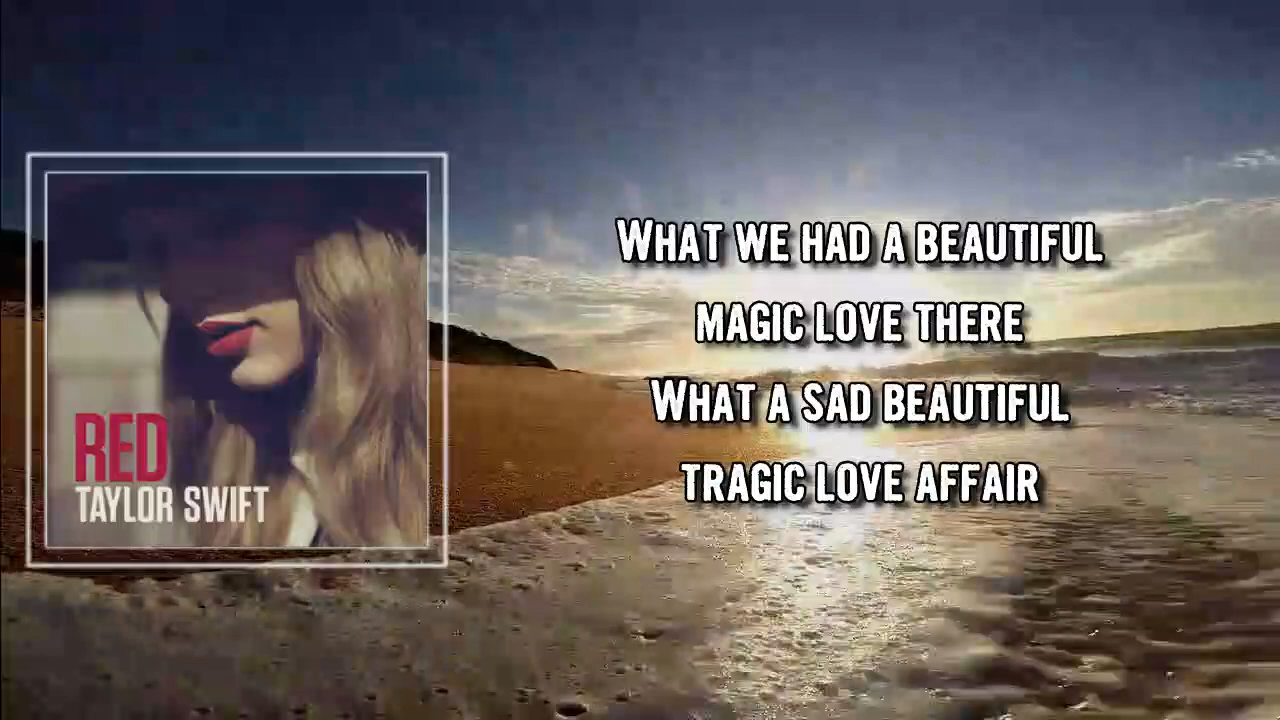 RED
TAYLOR SWIFT
WHAT WE HAD A BEAUTIFUL
MAGIC LOVE THERE
WHAT A SAD BEAUTIFUL
TRAGIC LOVE AFFAIR